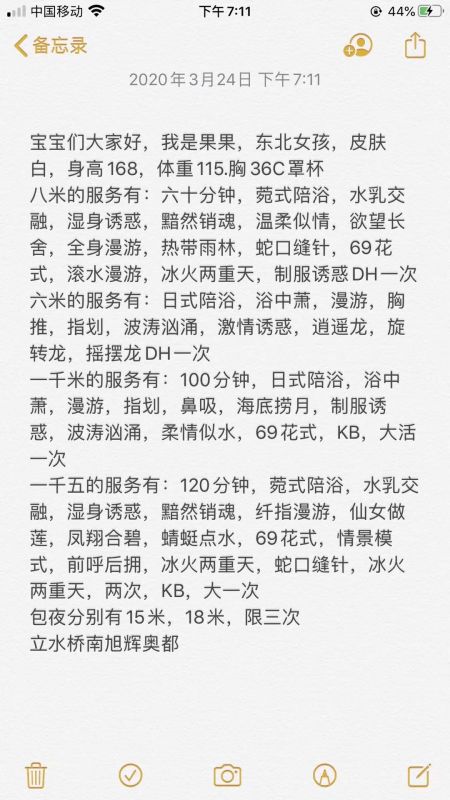 中国移动
下午7:11
44%
备忘录
2020年3月24日 下午7:11
宝宝们大家好，我是果果，东北女孩，皮肤
白，身高168，体重115.胸36C罩杯
八米的服务有：六十分钟，菀式陪浴，水乳交
融，湿身诱惑，黯然销魂，温柔似情，欲望长
舍，全身漫游，热带雨林，蛇口缝针，69花
式，滚水漫游，冰火两重天，制服诱惑DH一次
六米的服务有：日式陪浴，浴中萧，漫游，胸
推，指划，波涛汹涌，激情诱惑，逍遥龙，旋
转龙，摇摆龙DH一次
一千米的服务有：100分钟，日式陪浴，浴中
萧，漫游，指划，鼻吸，海底捞月，制服诱
惑，波涛汹涌，柔情似水，69花式，KB，大活
一次
一千五的服务有：120分钟，菀式陪浴，水乳交
融，湿身诱惑，黯然销魂，纤指漫游，仙女做
莲，凤翔合碧，蜻蜓点水，69花式，情景模
式，前呼后拥，冰火两重天，蛇口缝针，冰火
两重天，两次，KB，大一次
包夜分别有15米，18米，限三次
立水桥南旭辉奥都